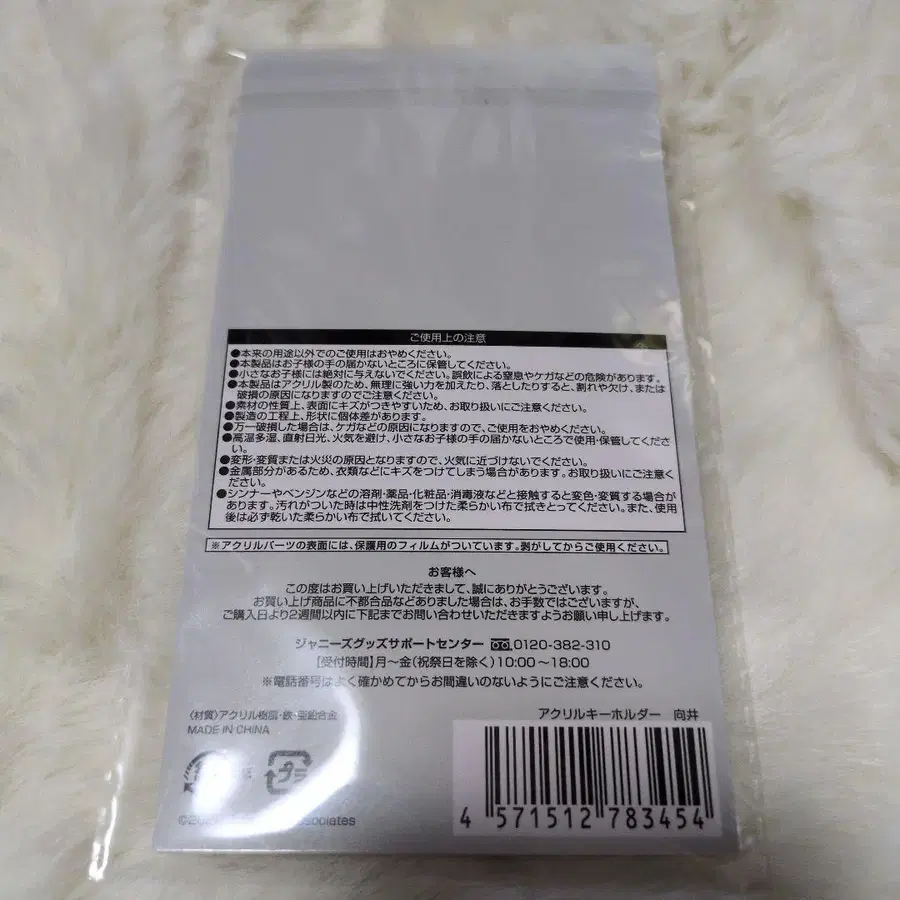 ご使用上の注意
●本来の用途以外でのご使用はおやめください。
●本製品はお子様の手の届かないところに保管してください。
●小さなお子様には絶対に与えないでください。誤飲による窒息やケガなどの危険があります。
●本製品はアクリル製のため、無理に強い力を加えたり、落としたりすると、割れや欠け、または
破損の原因になりますのでご注意ください。
●素材の性質上、表面にキズがつきやすいため、お取り扱いにご注意ください。
●製造の工程上、形状に個体差があります。
●万一破損した場合は、ケガなどの原因になりますので、ご使用をおやめください。
●高温多湿、直射日光、火気を避け、小さなお子様の手の届かないところで使用・保管してくださ
い。
●変形・変質または火災の原因となりますので、火気に近づけないでください。
●金属部分があるため、衣類などにキズをつけてしまう場合があります。お取り扱いにご注意く
ださい。
●シンナーやベンジンなどの溶剤・薬品・化粧品・消毒液などと接触すると変色・変質する場合が
あります。汚れがついた時は中性洗剤をつけた柔らかい布で拭きとってください。また、使用
後は必ず乾いた柔らかい布で拭いてください。
※アクリルパーツの表面には、保護用のフィルムがついています。剥がしてからご使用ください。
お客様へ
この度はお買い上げいただきまして、誠にありがとうございます。
お買い上げ商品に不都合品などありました場合は、お手数ではございますが、
ご購入日より2週間以内に下記までお問い合わせいただきますようお願い申し上げます。
ジャニーズグッズサポートセンター 0120-382-310
【受付時間】月～金(祝祭日を除く)10:00～18:00
※電話番号はよく確かめてからお間違いのないようにご注意ください。
〈材質〉アクリル樹脂・鉄・亜鉛合金
MADE IN CHINA
アクリルキーホルダー 向井
プラ
4 571512 783454